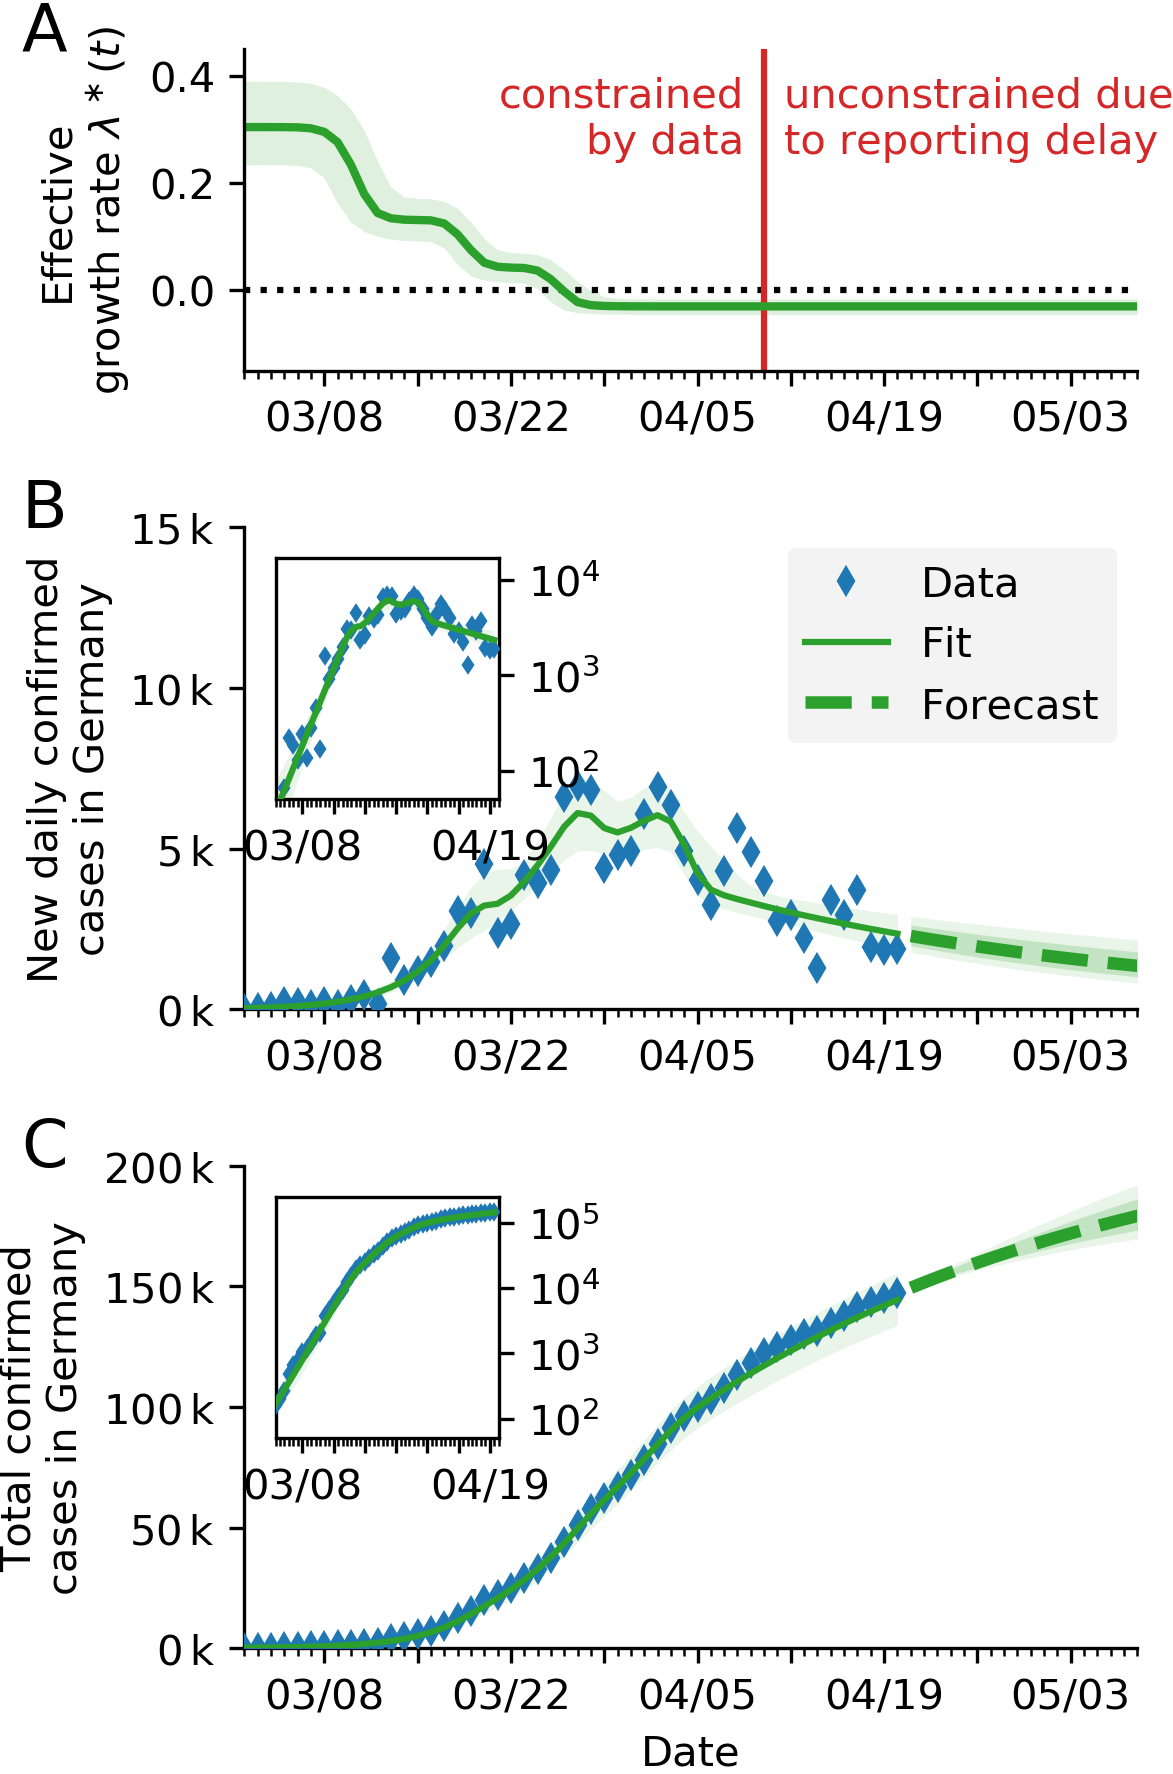 A
Effective
growth rate λ * (t)
0.4
0.2
0.0
constrained
by data
unconstrained due
to reporting delay
03/08
03/22
04/05
04/19
05/03
B
New daily confirmed
cases in Germany
15 k
10 k
5 k
0 k
10⁴
10³
10²
03/08
04/19
Data
Fit
Forecast
03/08
03/22
04/05
04/19
05/03
C
Total confirmed
cases in Germany
200 k
150 k
100 k
50 k
0 k
10⁵
10⁴
10³
10²
03/08
04/19
03/08
03/22
04/05
04/19
05/03
Date